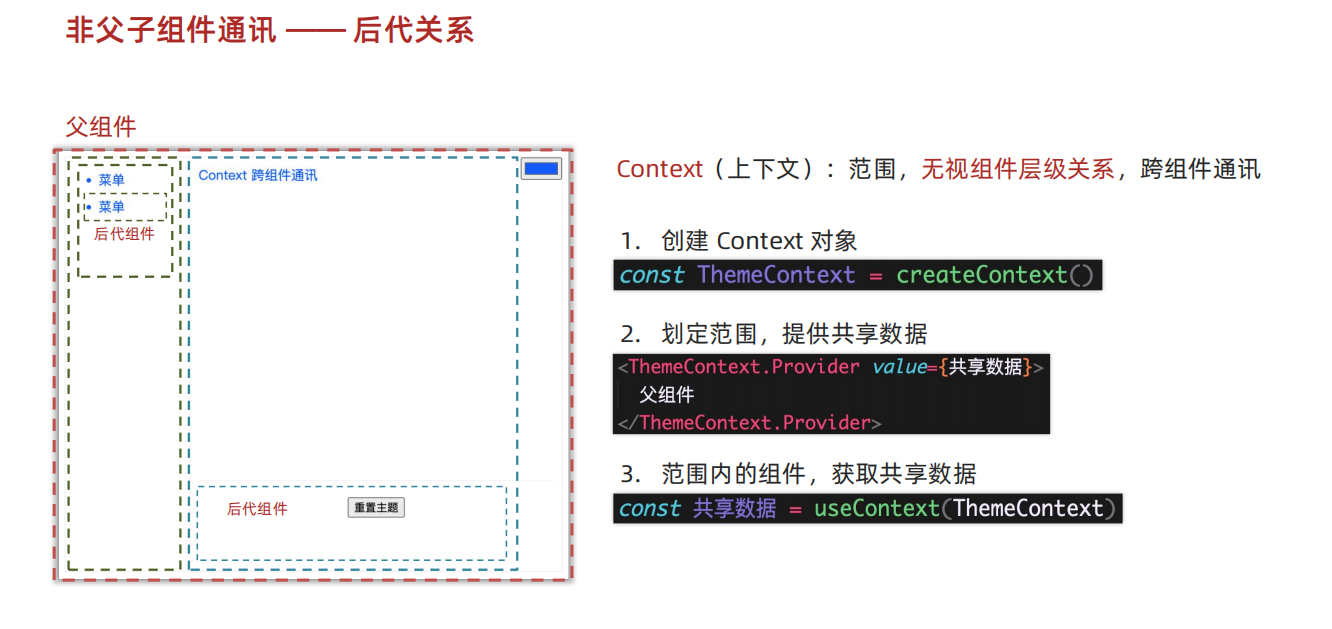 非父子组件通讯 —— 后代关系
父组件
菜单
菜单
后代组件
Context 跨组件通讯
后代组件
重置主题
Context（上下文）：范围，无视组件层级关系，跨组件通讯
1. 创建 Context 对象
const ThemeContext = createContext()
2. 划定范围，提供共享数据
<ThemeContext.Provider value={共享数据}>
父组件
</ThemeContext.Provider>
3. 范围内的组件，获取共享数据
const 共享数据 = useContext(ThemeContext)